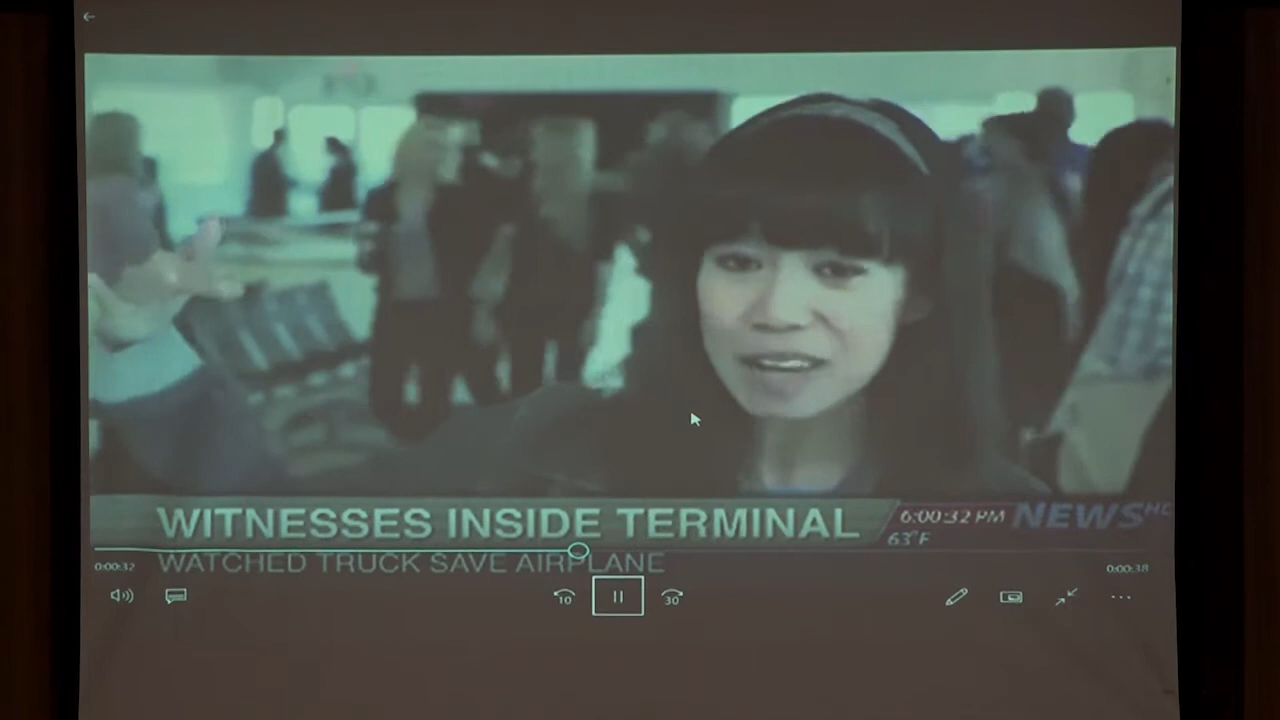 WITNESSES INSIDE TERMINAL
6:00:32 PM NEWS HD
63°F
WATCHED TRUCK SAVE AIRPLANE
0:00:32
0:00:38
10
30